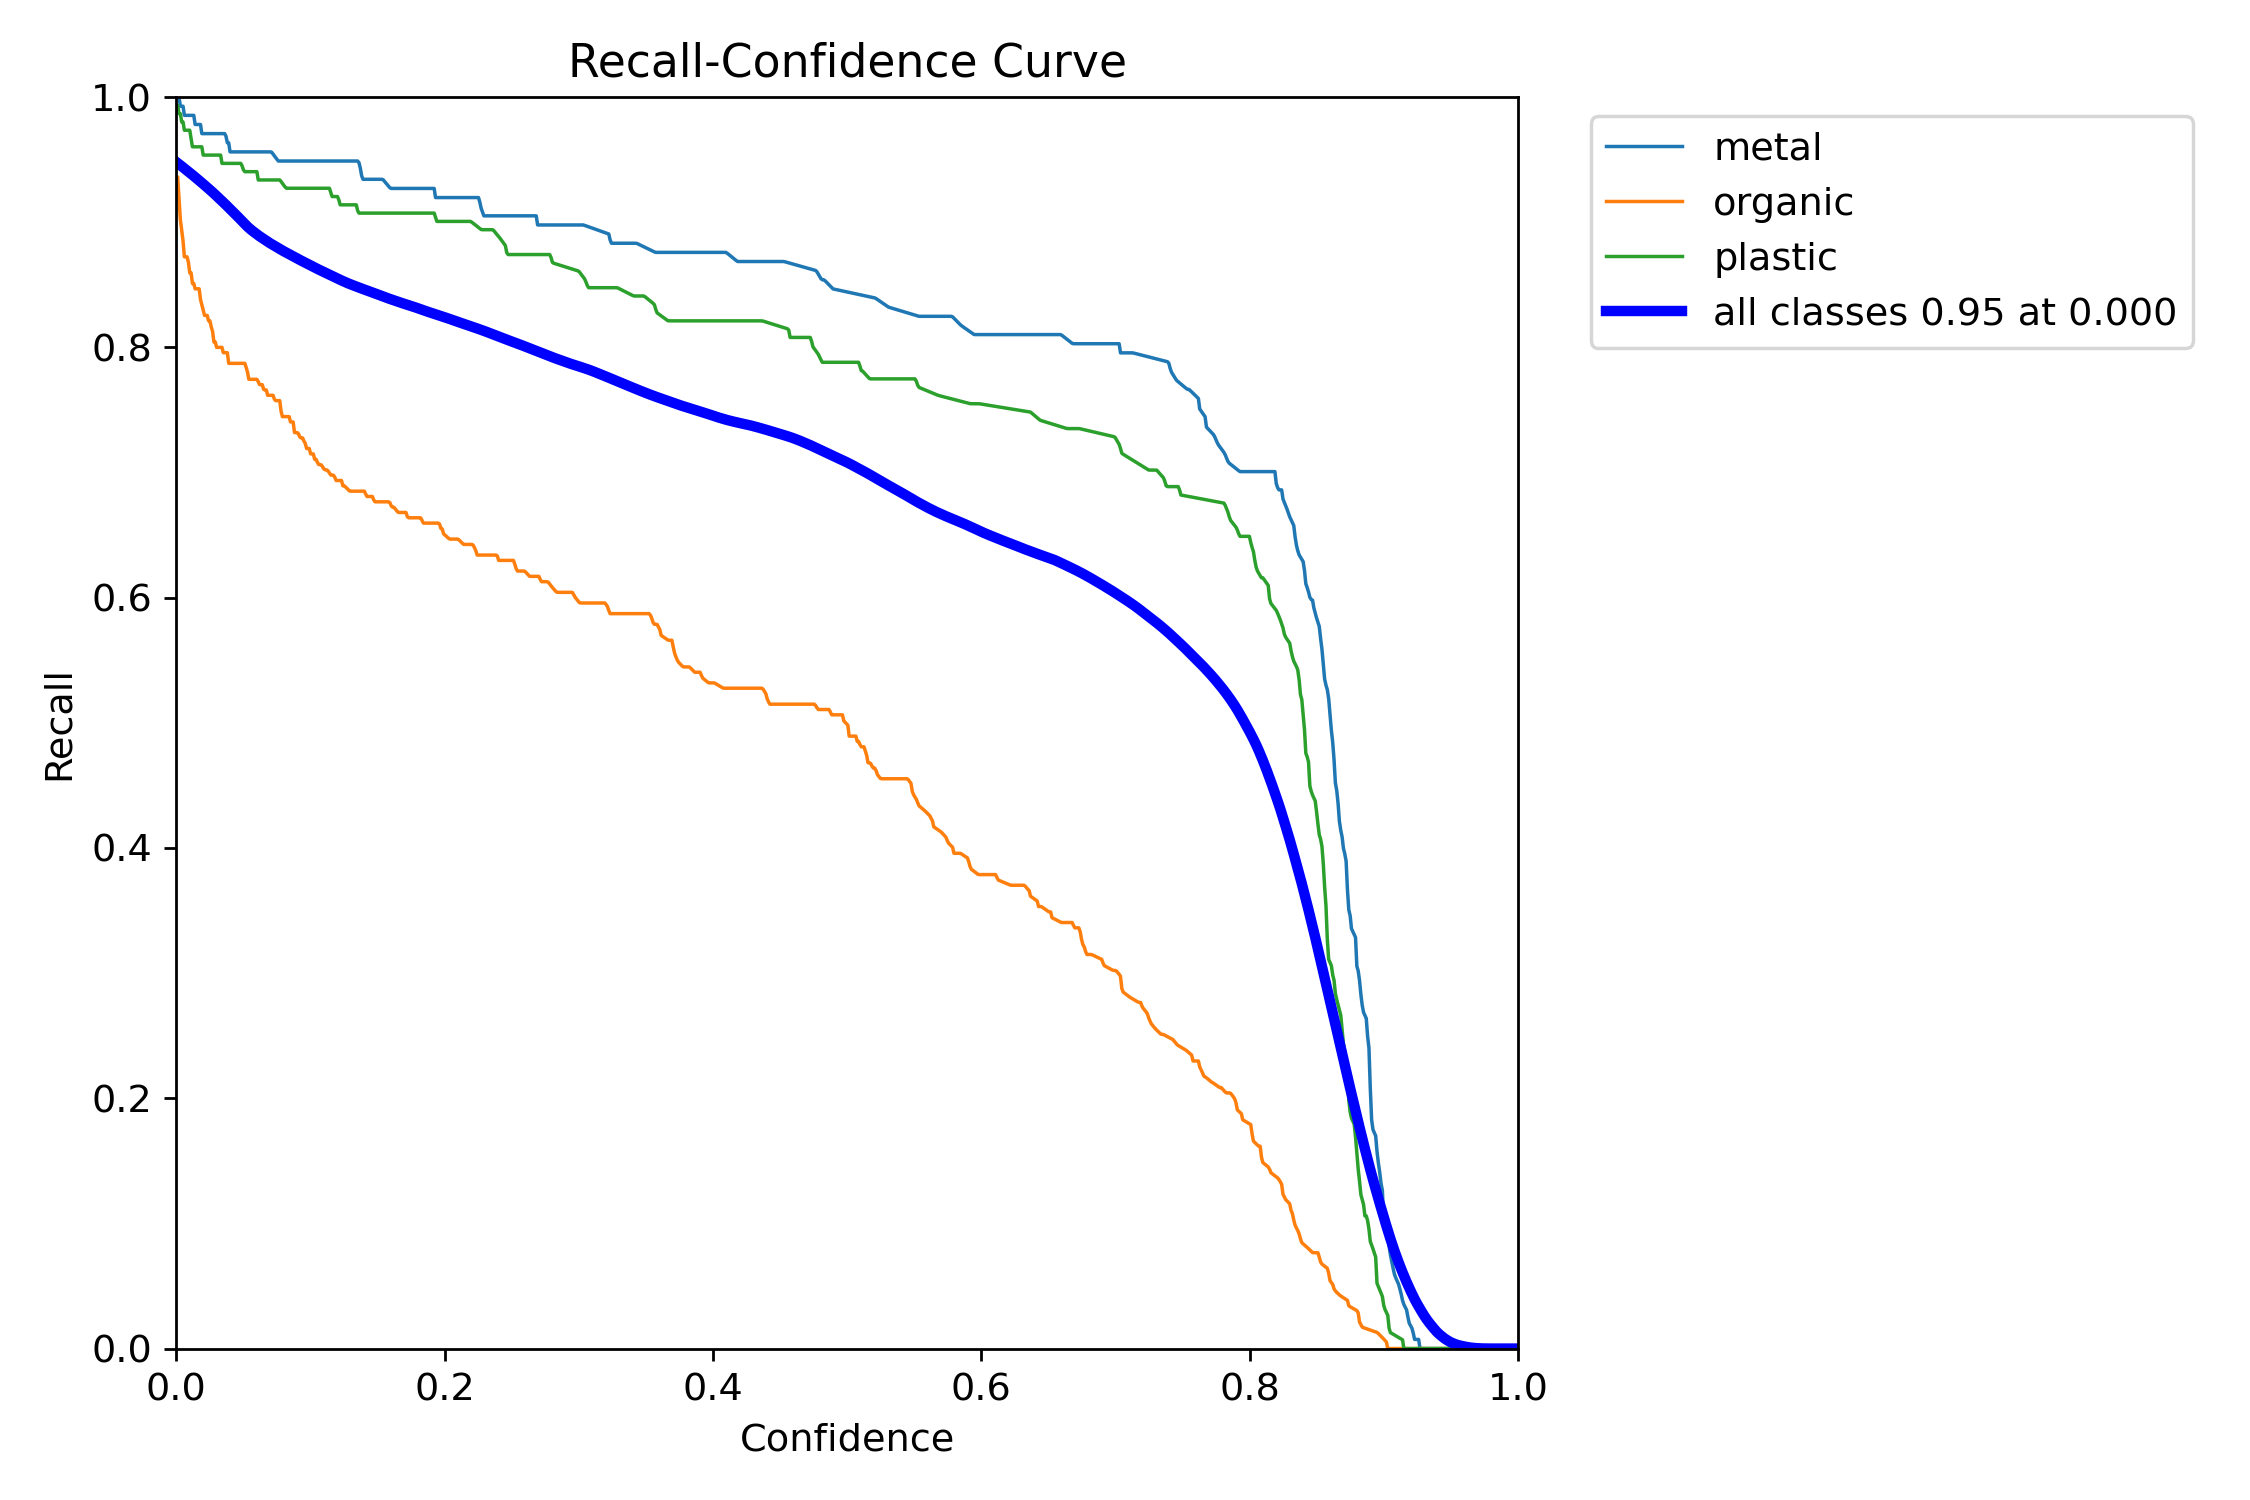 Recall-Confidence Curve
1.0
0.8
0.6
0.4
0.2
0.0
Recall
0.0 0.2 0.4 0.6 0.8 1.0
Confidence
metal
organic
plastic
all classes 0.95 at 0.000